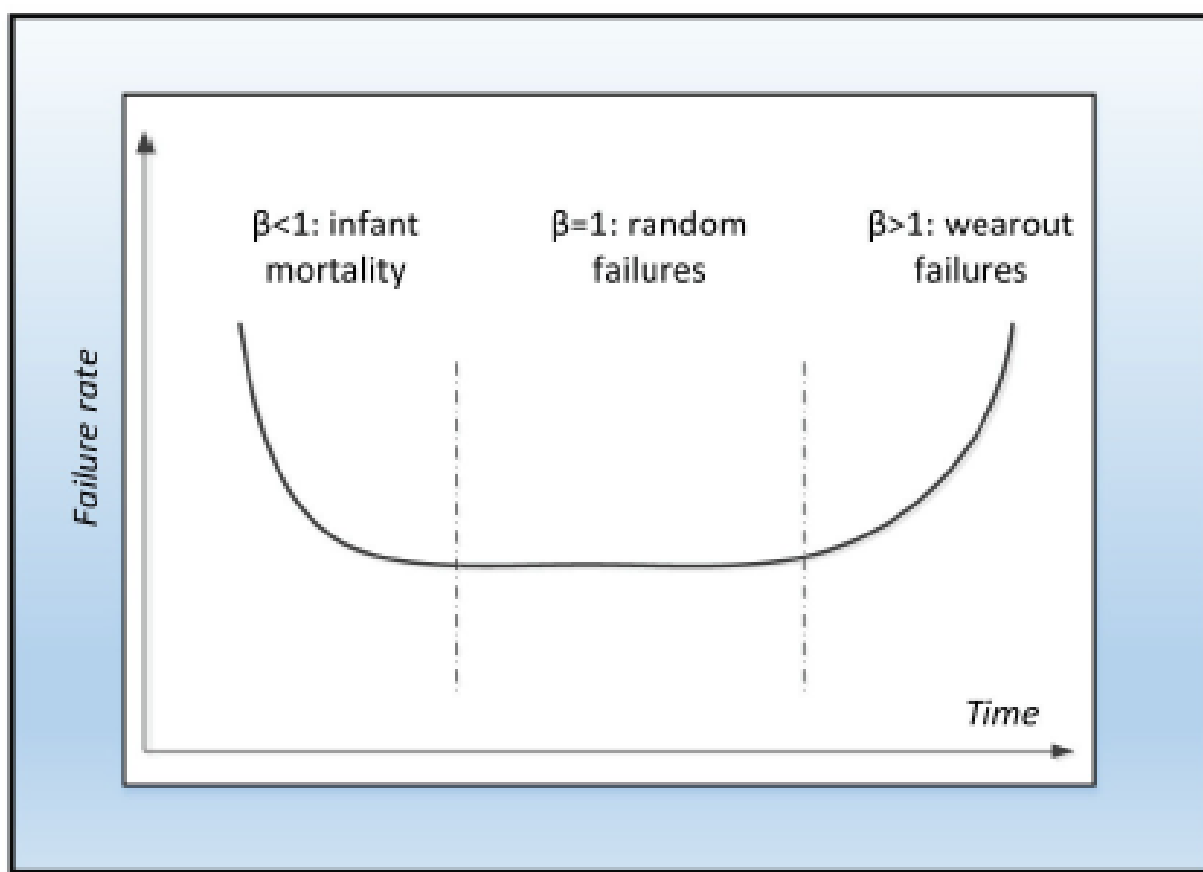 β<1: infant
mortality
β=1: random
failures
β>1: wearout
failures
Failure rate
Time